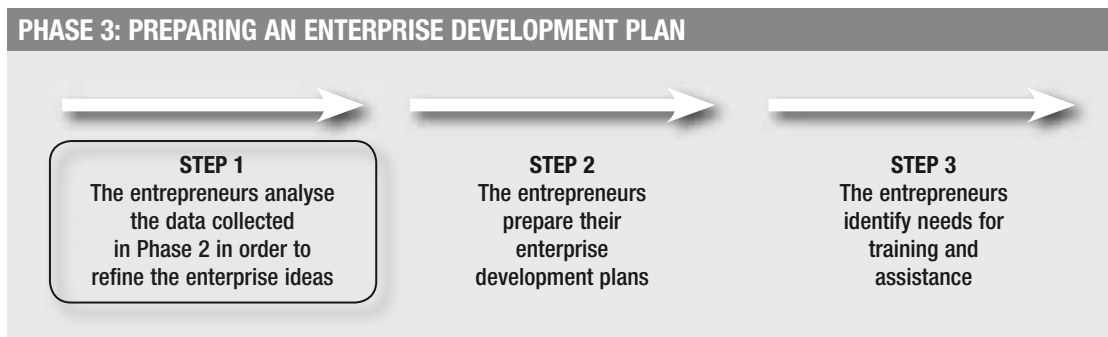 PHASE 3: PREPARING AN ENTERPRISE DEVELOPMENT PLAN
STEP 1
The entrepreneurs analyse
the data collected
in Phase 2 in order to
refine the enterprise ideas
STEP 2
The entrepreneurs
prepare their
enterprise
development plans
STEP 3
The entrepreneurs
identify needs for
training and
assistance